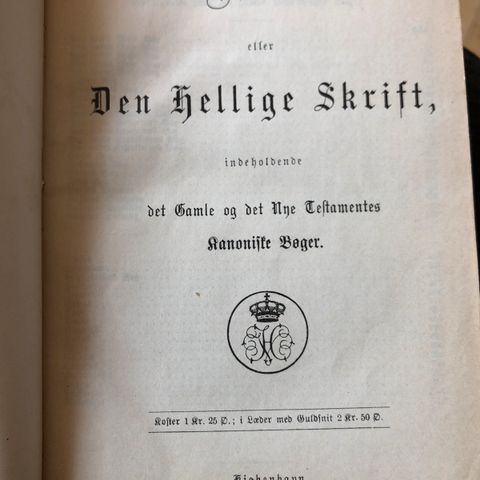 eller
Den Hellige Skrift,
indeholdende
det Gamle og det Nye Testamentes
Kanoniske Bøger.
Koster 1 Kr. 25 Ø.; i Læder med Guldsnit 2 Kr. 50 Ø.
Kjøbenhavn